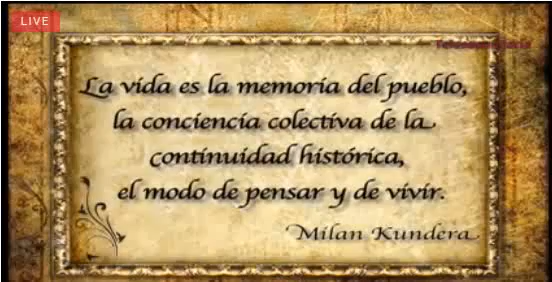 LIVE
La vida es la memoria del pueblo,
la conciencia colectiva de la
continuidad histórica,
el modo de pensar y de vivir.
Milan Kundera